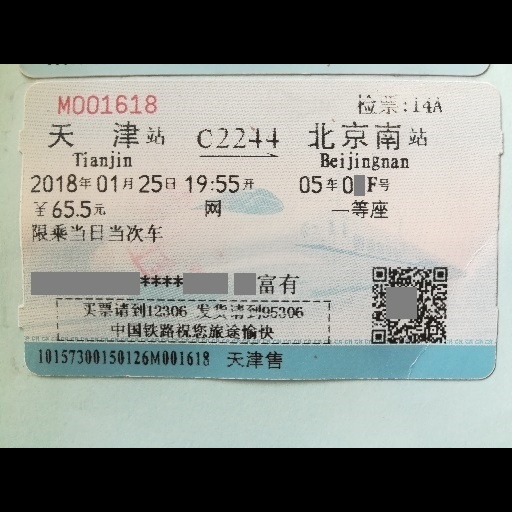 M001618 检票:14A
天津站 C2244 北京南站
Tianjin Beijingnan
2018年01月25日 19:55开 05车0 F号
￥65.5元 网 一等座
限乘当日当次车
**** 富有
买票请到12306 发货请到95306
中国铁路祝您旅途愉快
10157300150126M001618 天津售